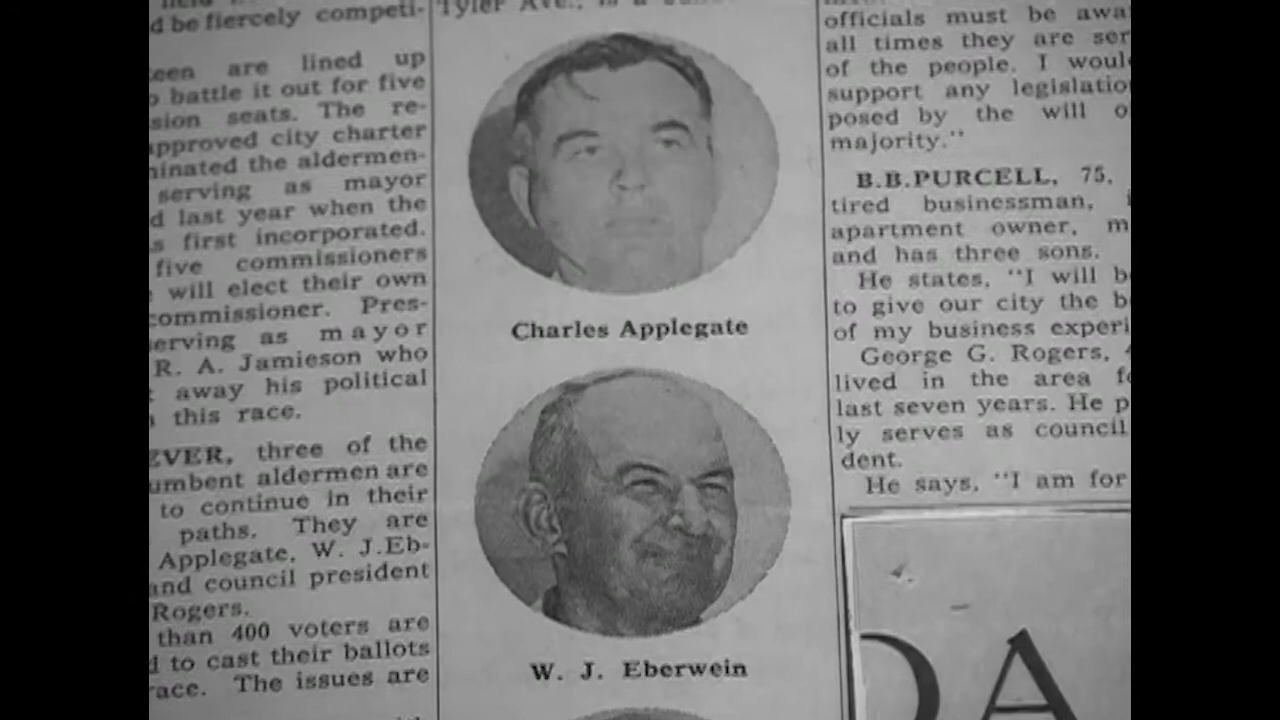 d be fiercely competi-
een are lined up
battle it out for five
sion seats. The re-
approved city charter
minated the aldermen-
serving as mayor
d last year when the
s first incorporated.
five commissioners
will elect their own
commissioner. Pres-
erving as mayor
R. A. Jamieson who
away his political
this race.
EVER, three of the
umbent aldermen are
to continue in their
paths. They are
Applegate, W. J.Eb-
and council president
Rogers.
than 400 voters are
d to cast their ballots
race. The issues are
Tyler Ave., is a
Charles Applegate
W. J. Eberwein
officials must be awa
all times they are ser
of the people. I woul
support any legislatio
posed by the will o
majority."
B.B.PURCELL, 75,
tired businessman,
apartment owner, m
and has three sons.
He states, "I will b
to give our city the b
of my business experi
George G. Rogers,
lived in the area fo
last seven years. He p
ly serves as council
dent.
He says, "I am for
DA